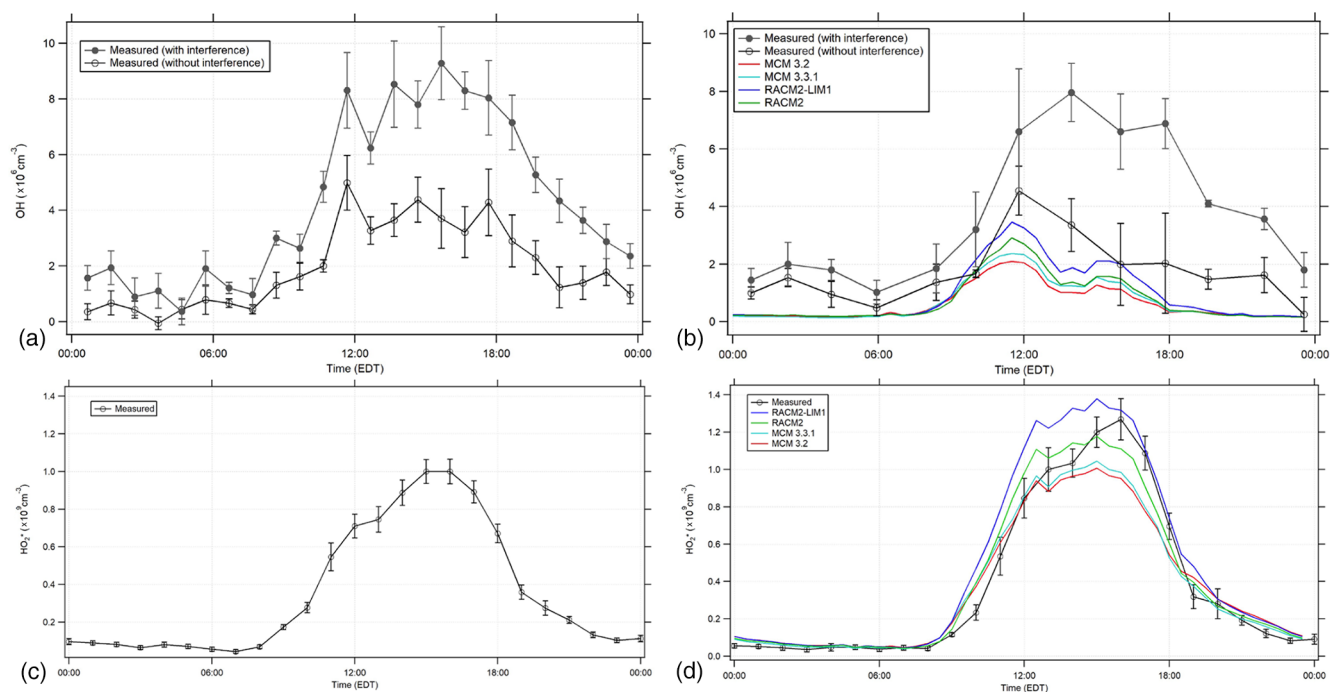 Measured (with interference)
Measured (without interference)
10
8
6
4
2
0
OH (x10⁶cm⁻³)
00:00 06:00 12:00 18:00 00:00
Time (EDT)
(a)
Measured (with interference)
Measured (without interference)
MCM 3.2
MCM 3.3.1
RACM2-LIM1
RACM2
10
8
6
4
2
0
OH (x10⁶cm⁻³)
00:00 06:00 12:00 18:00 00:00
Time (EDT)
(b)
Measured
1.4
1.2
1.0
0.8
0.6
0.4
0.2
HO₂* (x10⁹cm⁻³)
00:00 06:00 12:00 18:00 00:00
Time (EDT)
(c)
Measured
RACM2-LIM1
RACM2
MCM 3.3.1
MCM 3.2
1.4
1.2
1.0
0.8
0.6
0.4
0.2
0.0
HO₂* (x10⁹cm⁻³)
00:00 06:00 12:00 18:00 00:00
Time (EDT)
(d)